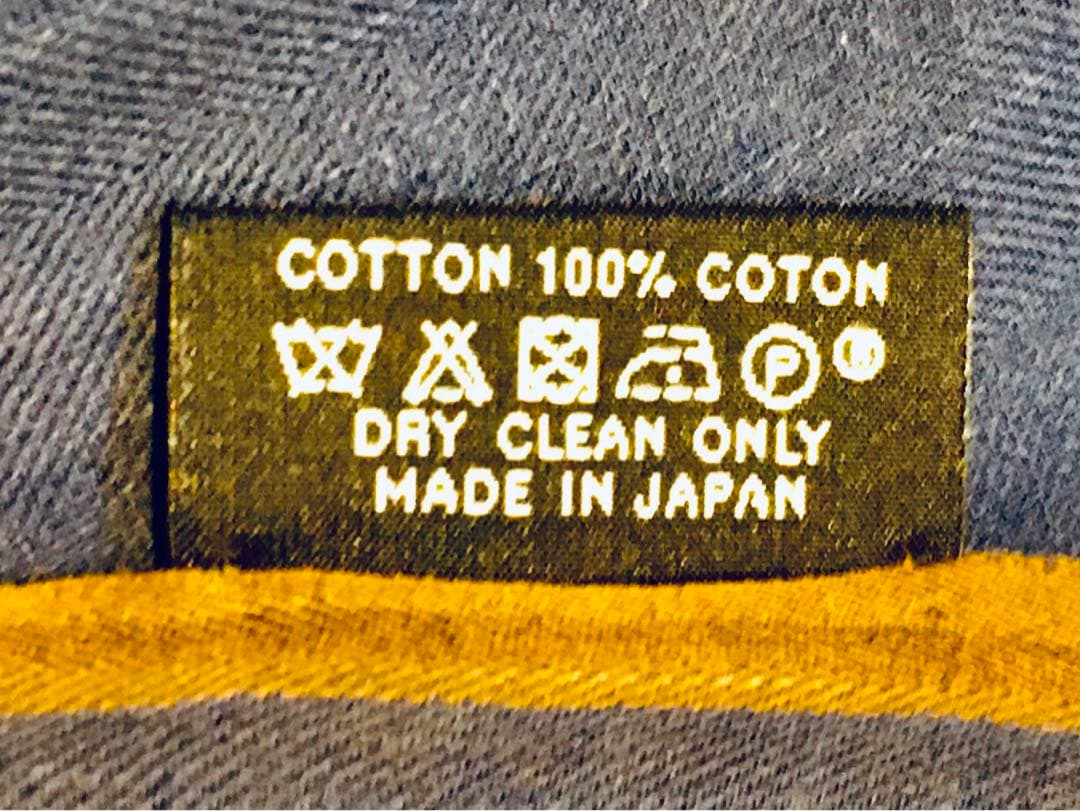 COTTON 100% COTON
P
DRY CLEAN ONLY
MADE IN JAPAN